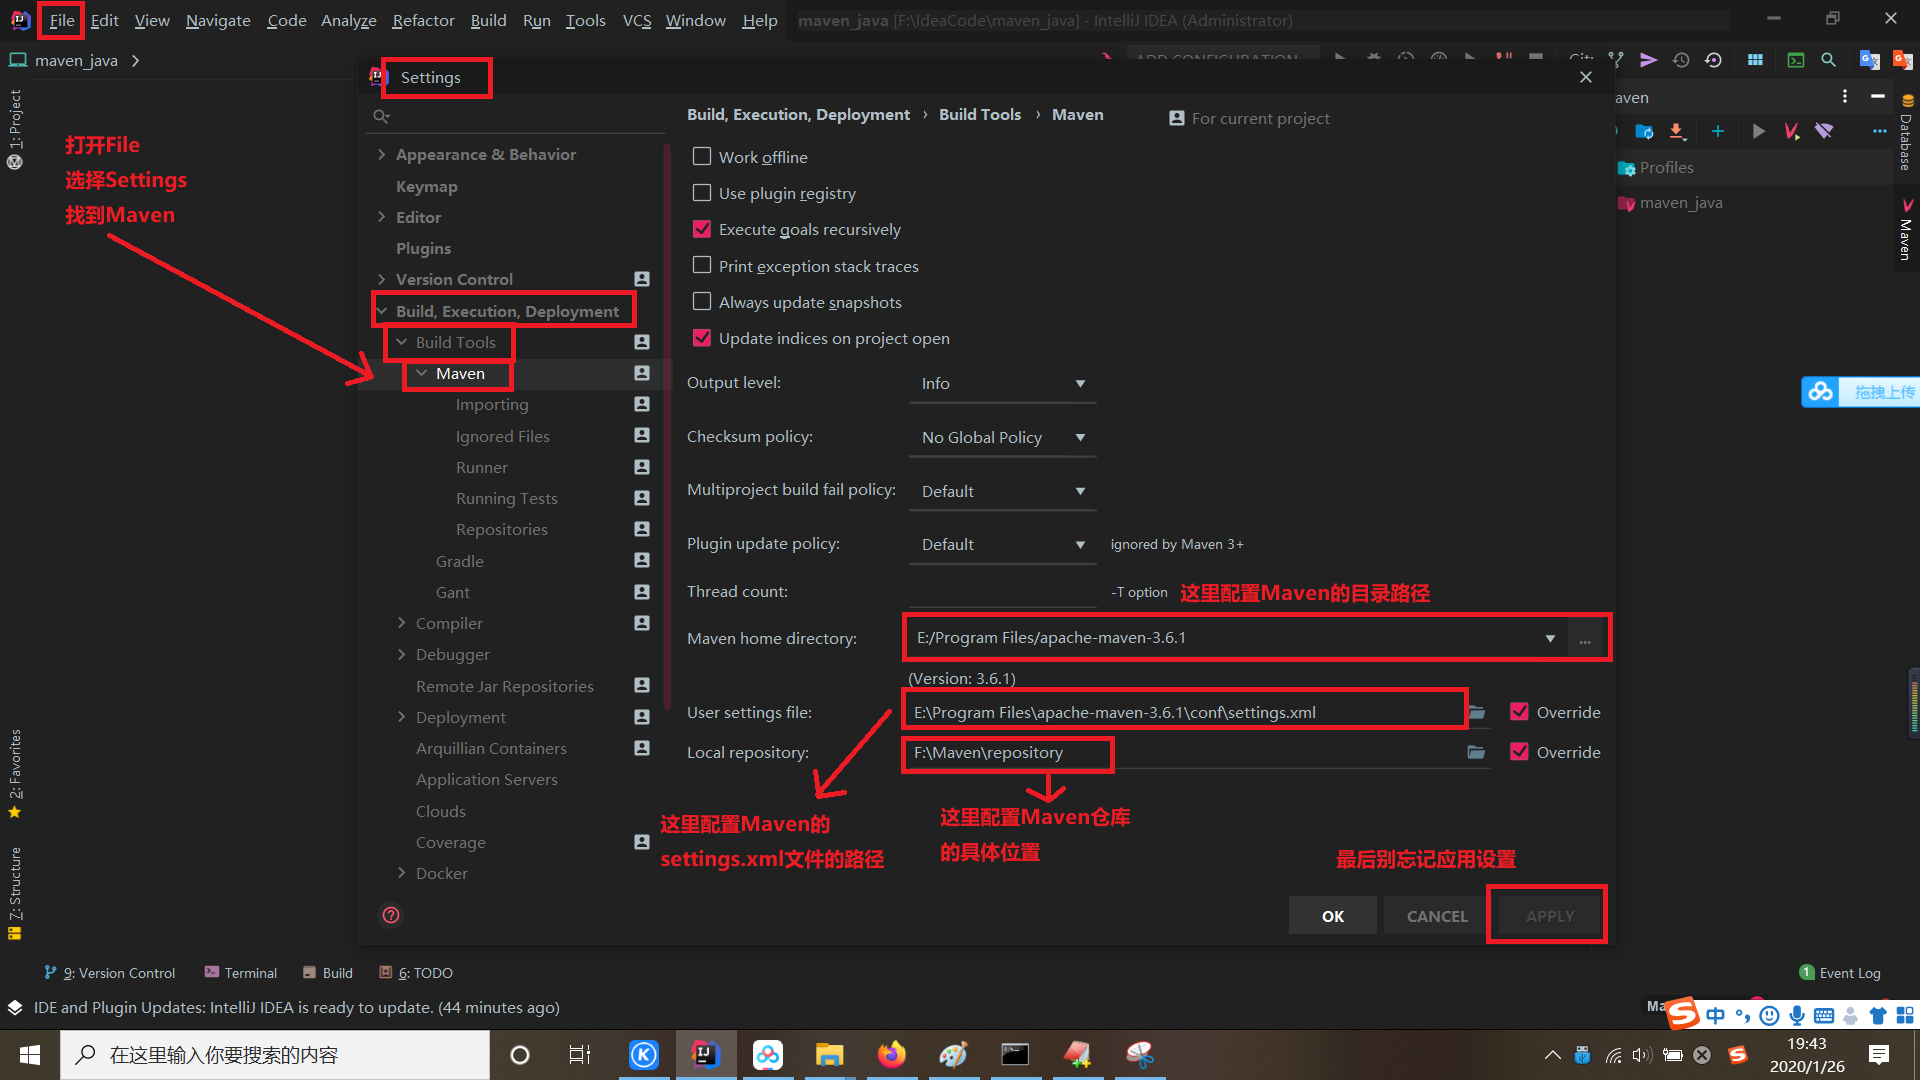 File Edit View Navigate Code Analyze Refactor Build Run Tools VCS Window Help maven_java [F:\IdeaCode\maven_java] - IntelliJ IDEA (Administrator)
maven_java
ADD CONFIGURATION...
Git:
1: Project
2: Favorites
7: Structure
打开File
选择Settings
找到Maven
Settings
Appearance & Behavior
Keymap
Editor
Plugins
Version Control
Build, Execution, Deployment
Build Tools
Maven
Importing
Ignored Files
Runner
Running Tests
Repositories
Gradle
Gant
Compiler
Debugger
Remote Jar Repositories
Deployment
Arquillian Containers
Application Servers
Clouds
Coverage
Docker
Build, Execution, Deployment › Build Tools › Maven
For current project
Work offline
Use plugin registry
Execute goals recursively
Print exception stack traces
Always update snapshots
Update indices on project open
Output level: Info
Checksum policy: No Global Policy
Multiproject build fail policy: Default
Plugin update policy: Default ignored by Maven 3+
Thread count: -T option 这里配置Maven的目录路径
Maven home directory: E:/Program Files/apache-maven-3.6.1 ...
(Version: 3.6.1)
User settings file: E:\Program Files\apache-maven-3.6.1\conf\settings.xml Override
Local repository: F:\Maven\repository Override
这里配置Maven的
settings.xml文件的路径
这里配置Maven仓库
的具体位置
最后别忘记应用设置
OK CANCEL APPLY
aven
Profiles
maven_java
Database
Maven
拖拽上传
9: Version Control Terminal Build 6: TODO
1 Event Log
IDE and Plugin Updates: IntelliJ IDEA is ready to update. (44 minutes ago)
Ma
中
在这里输入你要搜索的内容
19:43
2020/1/26